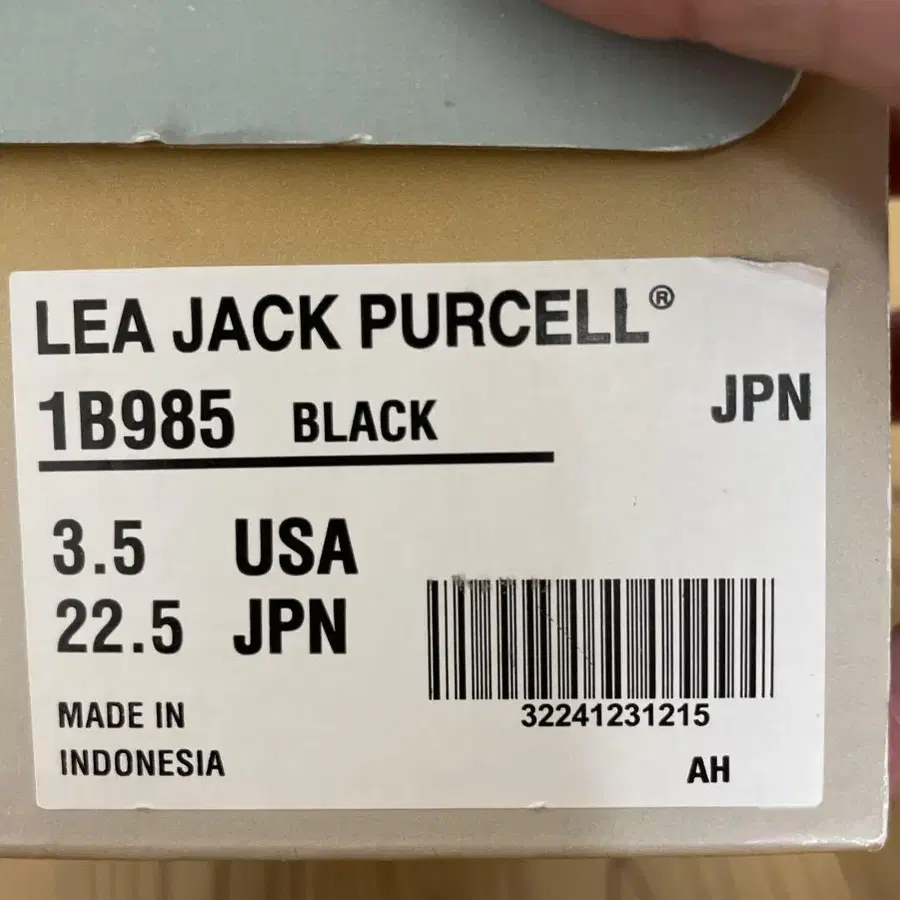 LEA JACK PURCELL®
1B985 BLACK JPN
3.5 USA
22.5 JPN
32241231215
MADE IN
INDONESIA
AH